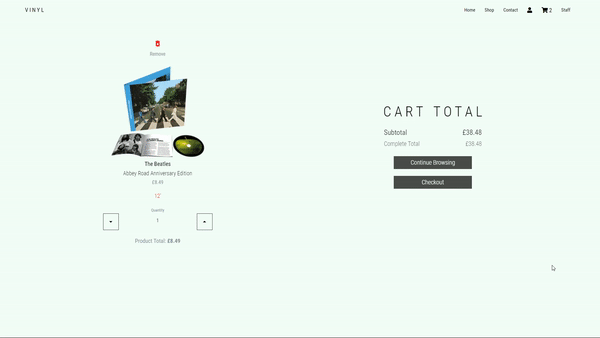 VINYL
Home Shop Contact 2 Staff
Remove
The Beatles
Abbey Road Anniversary Edition
£8.49
12"
Quantity
1
Product Total: £8.49
CART TOTAL
Subtotal £38.48
Complete Total £38.48
Continue Browsing
Checkout